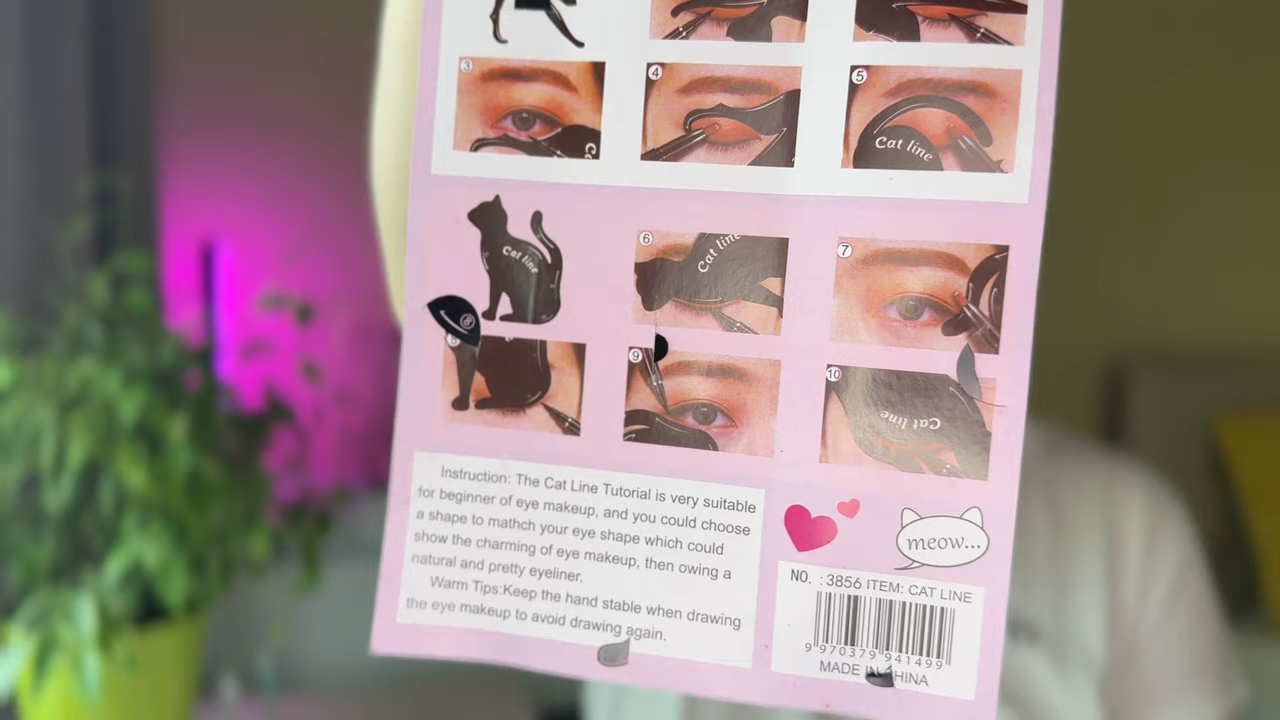 3
4
5
Cat line
Cat line
6
Cat line
7
8
9
10
Cat line
Instruction: The Cat Line Tutorial is very suitable
for beginner of eye makeup, and you could choose
a shape to mathch your eye shape which could
show the charming of eye makeup, then owing a
natural and pretty eyeliner.
Warm Tips:Keep the hand stable when drawing
the eye makeup to avoid drawing again.
meow...
NO. : 3856 ITEM: CAT LINE
9 970379 941499
MADE IN CHINA